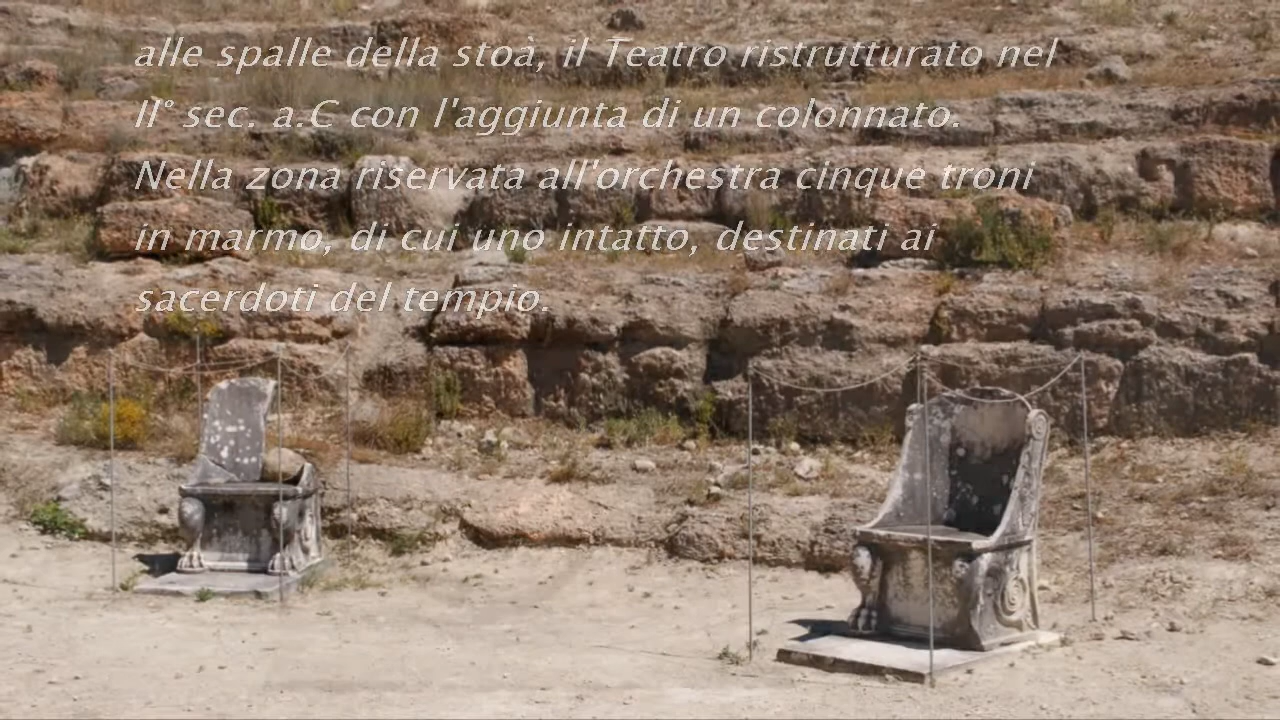 alle spalle della stoà, il Teatro ristrutturato nel
II° sec. a.C con l'aggiunta di un colonnato.
Nella zona riservata all'orchestra cinque troni
in marmo, di cui uno intatto, destinati ai
sacerdoti del tempio.